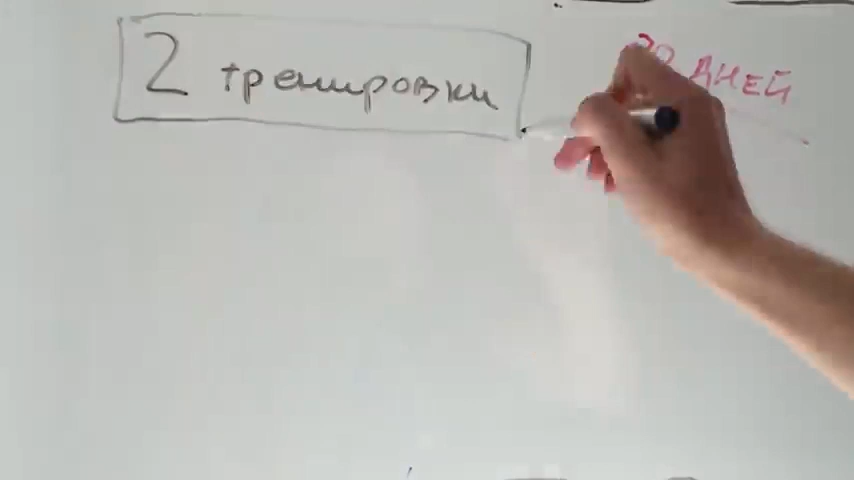 2 тренировки
дней